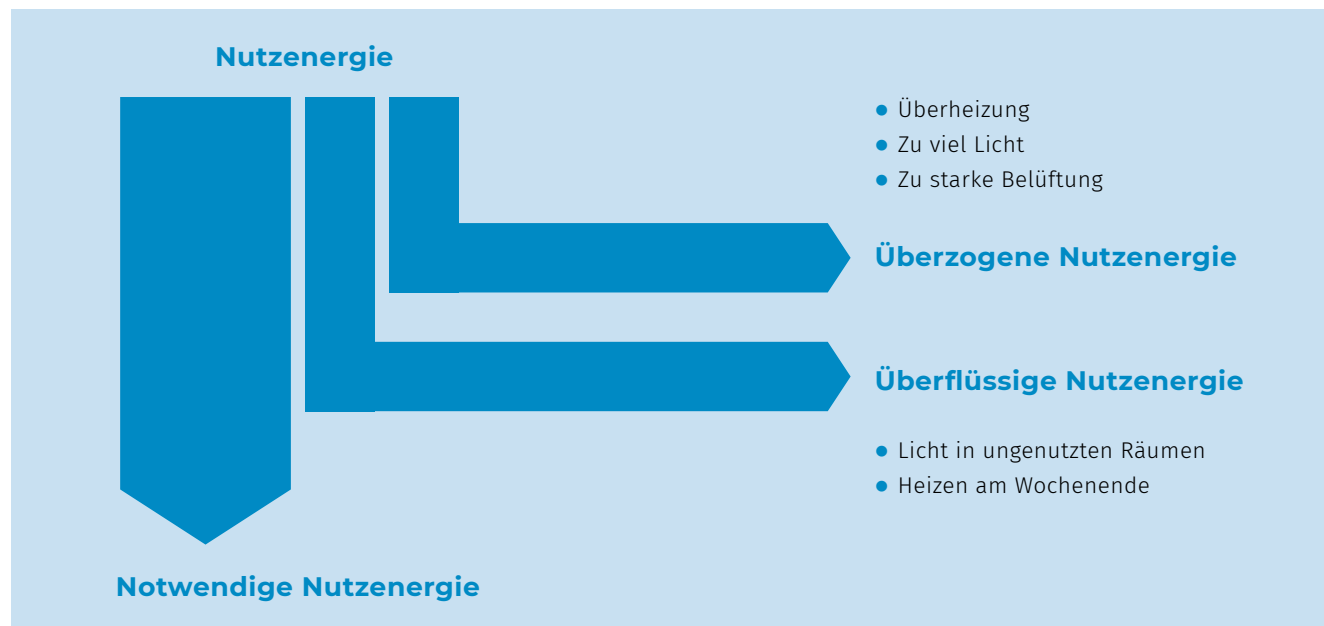 Nutzenergie
● Überheizung
● Zu viel Licht
● Zu starke Belüftung
Überzogene Nutzenergie
Überflüssige Nutzenergie
● Licht in ungenutzten Räumen
● Heizen am Wochenende
Notwendige Nutzenergie